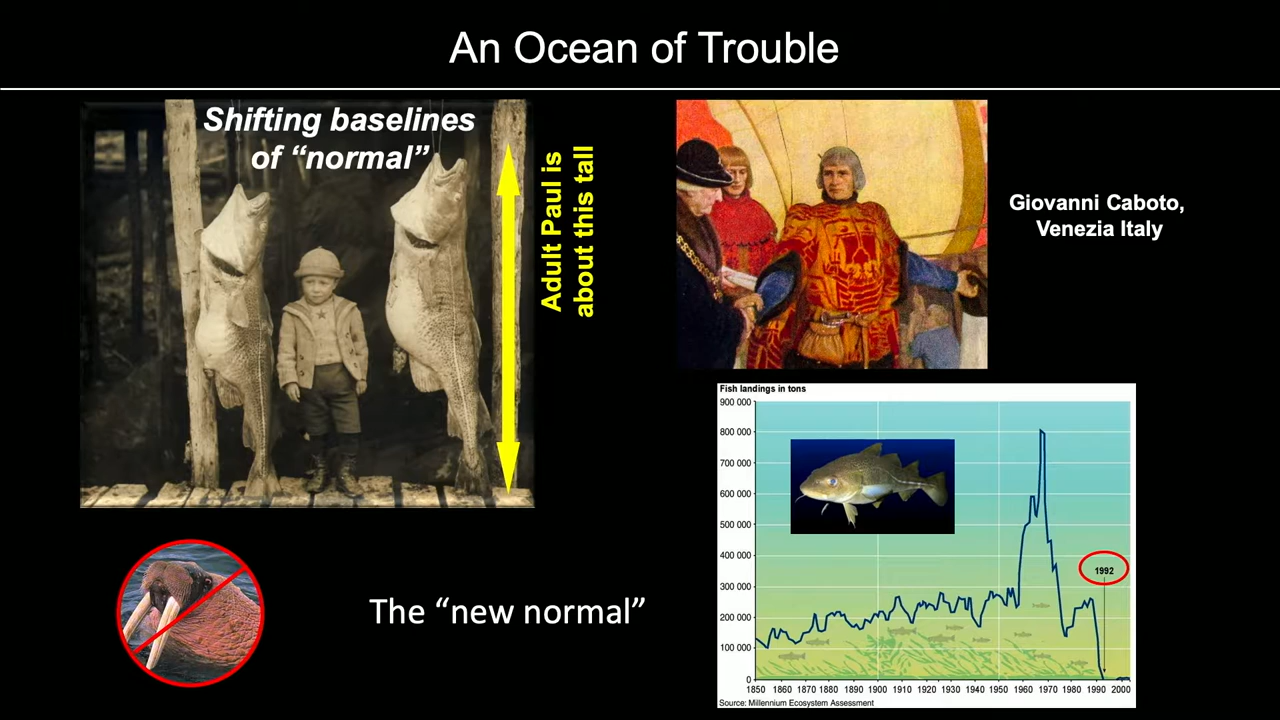 An Ocean of Trouble
Shifting baselines
of “normal”
Adult Paul is
about this tall
Giovanni Caboto,
Venezia Italy
The “new normal”
Fish landings in tons
900 000
800 000
700 000
600 000
500 000
400 000
300 000
200 000
100 000
0
1992
1850 1860 1870 1880 1890 1900 1910 1920 1930 1940 1950 1960 1970 1980 1990 2000
Source: Millennium Ecosystem Assessment